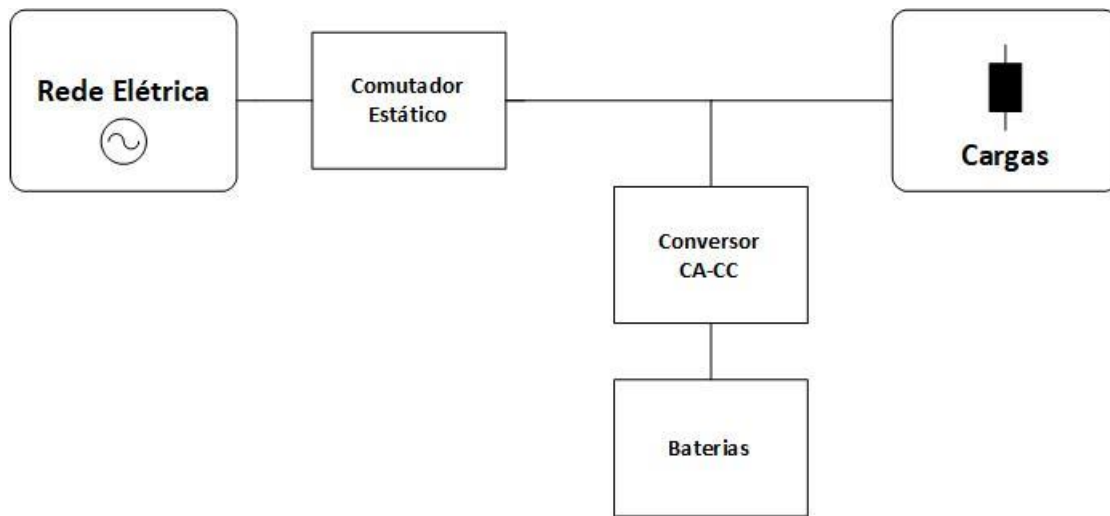 Rede Elétrica
Comutador
Estático
Cargas
Conversor
CA-CC
Baterias